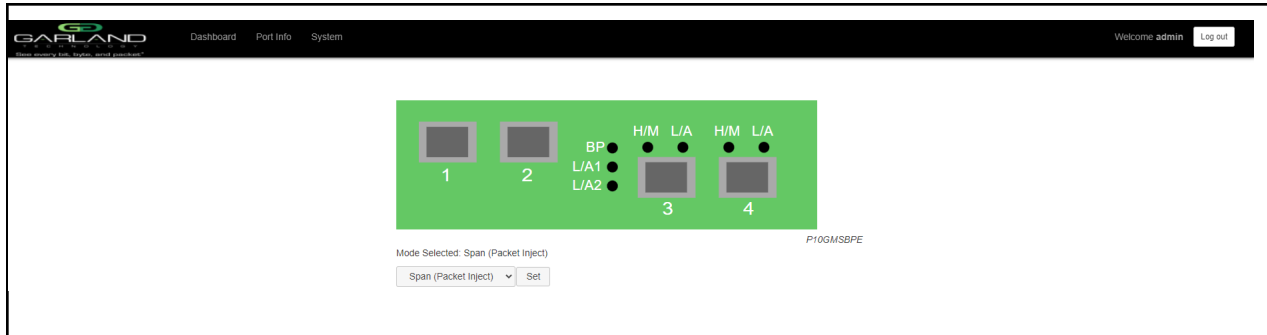 GARLAND
TECHNOLOGY
See every bit, byte, and packet®
Dashboard Port Info System
Welcome admin Log out
H/M L/A H/M L/A
BP
L/A1
L/A2
1 2
3 4
P10GMSBPE
Mode Selected: Span (Packet Inject)
Span (Packet Inject) Set